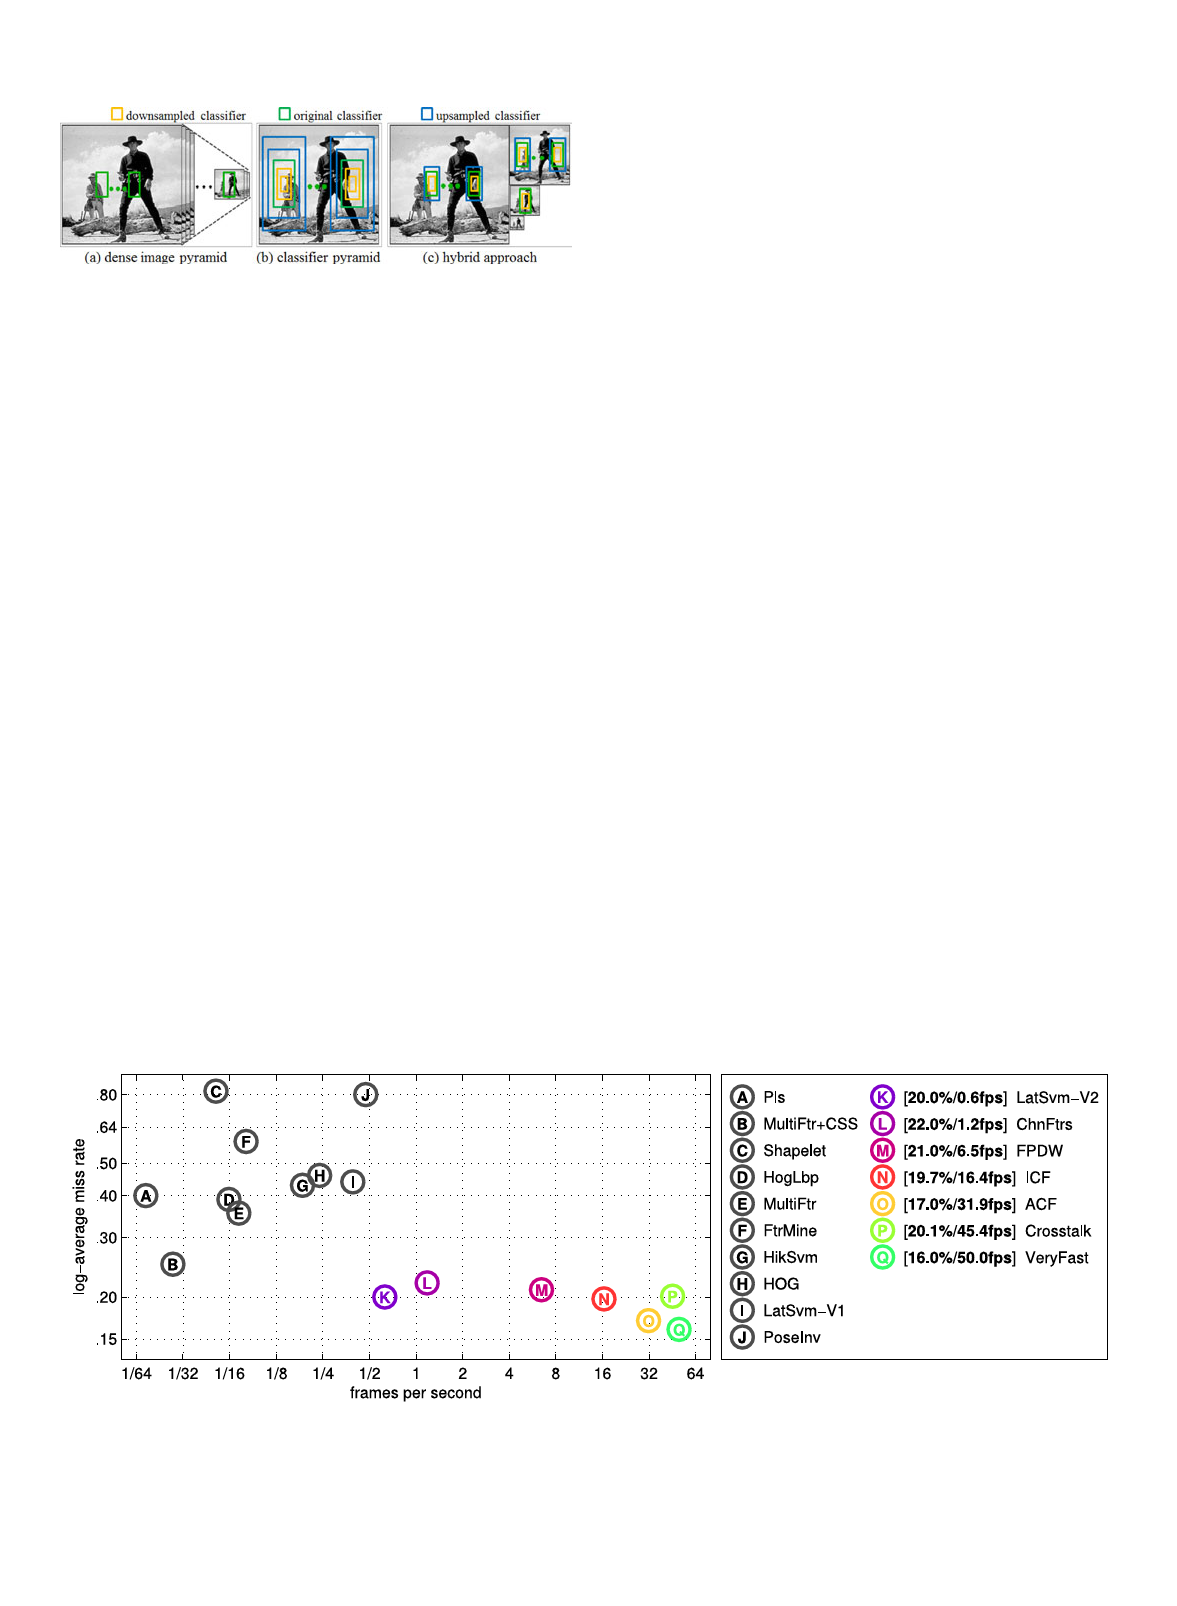 downsampled classifier original classifier upsampled classifier
(a) dense image pyramid (b) classifier pyramid (c) hybrid approach
log−average miss rate
.80
.64
.50
.40
.30
.20
.15
A
B
C
D
E
F
G
H
I
J
K
L
M
N
O
P
Q
1/64 1/32 1/16 1/8 1/4 1/2 1 2 4 8 16 32 64
frames per second
A Pls
B MultiFtr+CSS
C Shapelet
D HogLbp
E MultiFtr
F FtrMine
G HikSvm
H HOG
I LatSvm−V1
J PoseInv
K [20.0%/0.6fps] LatSvm−V2
L [22.0%/1.2fps] ChnFtrs
M [21.0%/6.5fps] FPDW
N [19.7%/16.4fps] ICF
O [17.0%/31.9fps] ACF
P [20.1%/45.4fps] Crosstalk
Q [16.0%/50.0fps] VeryFast